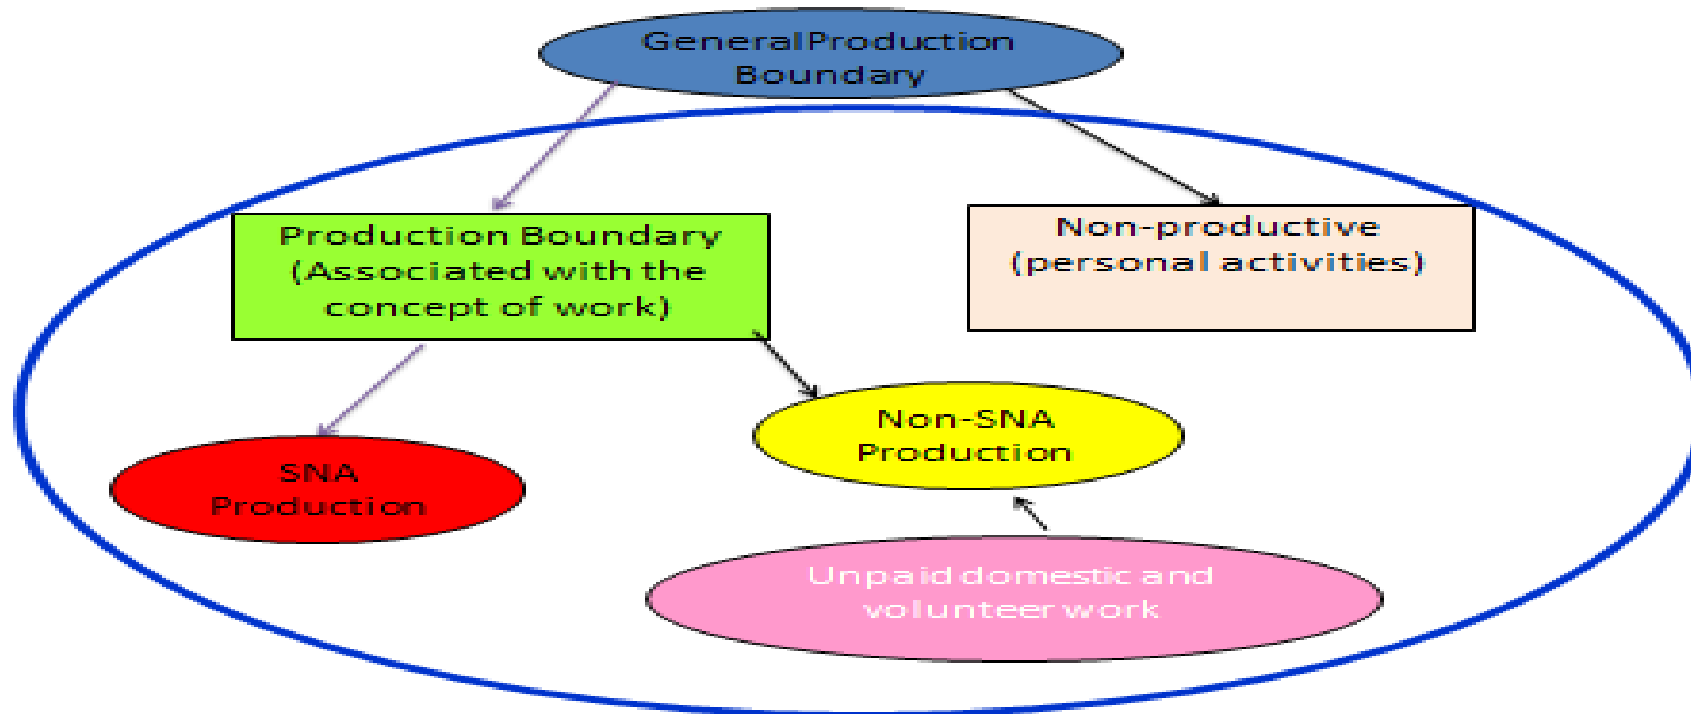 General Production
Boundary
Production Boundary
(Associated with the
concept of work)
Non-productive
(personal activities)
Non-SNA
Production
SNA
Production
Unpaid domestic and
volunteer work